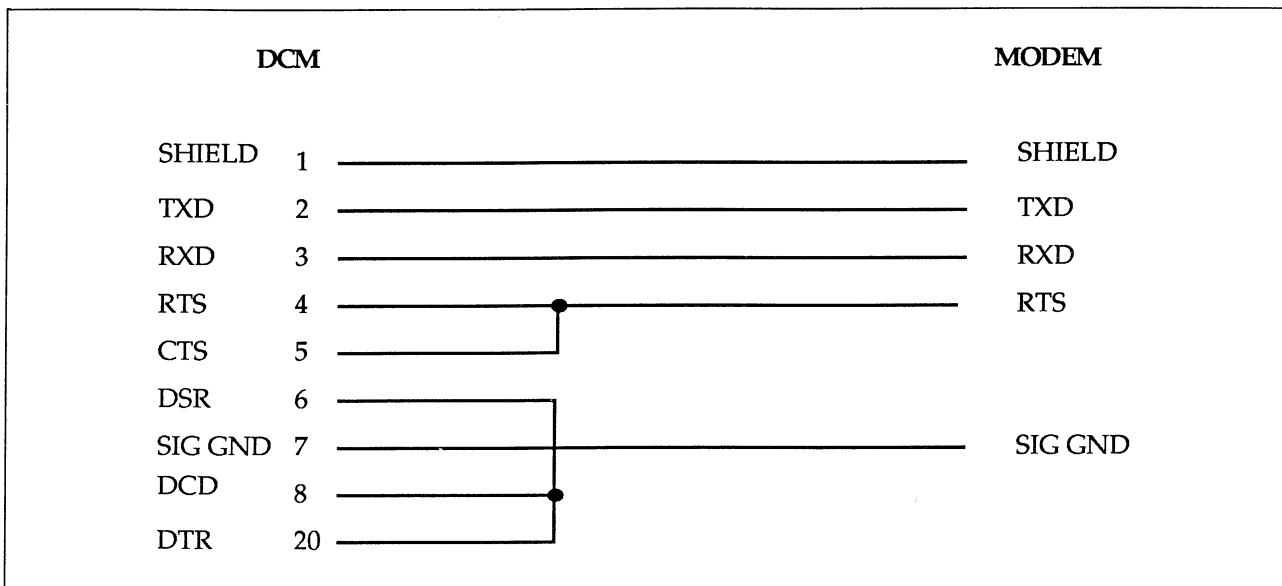 DCM MODEM
SHIELD 1 SHIELD
TXD 2 TXD
RXD 3 RXD
RTS 4 RTS
CTS 5
DSR 6
SIG GND 7 SIG GND
DCD 8
DTR 20